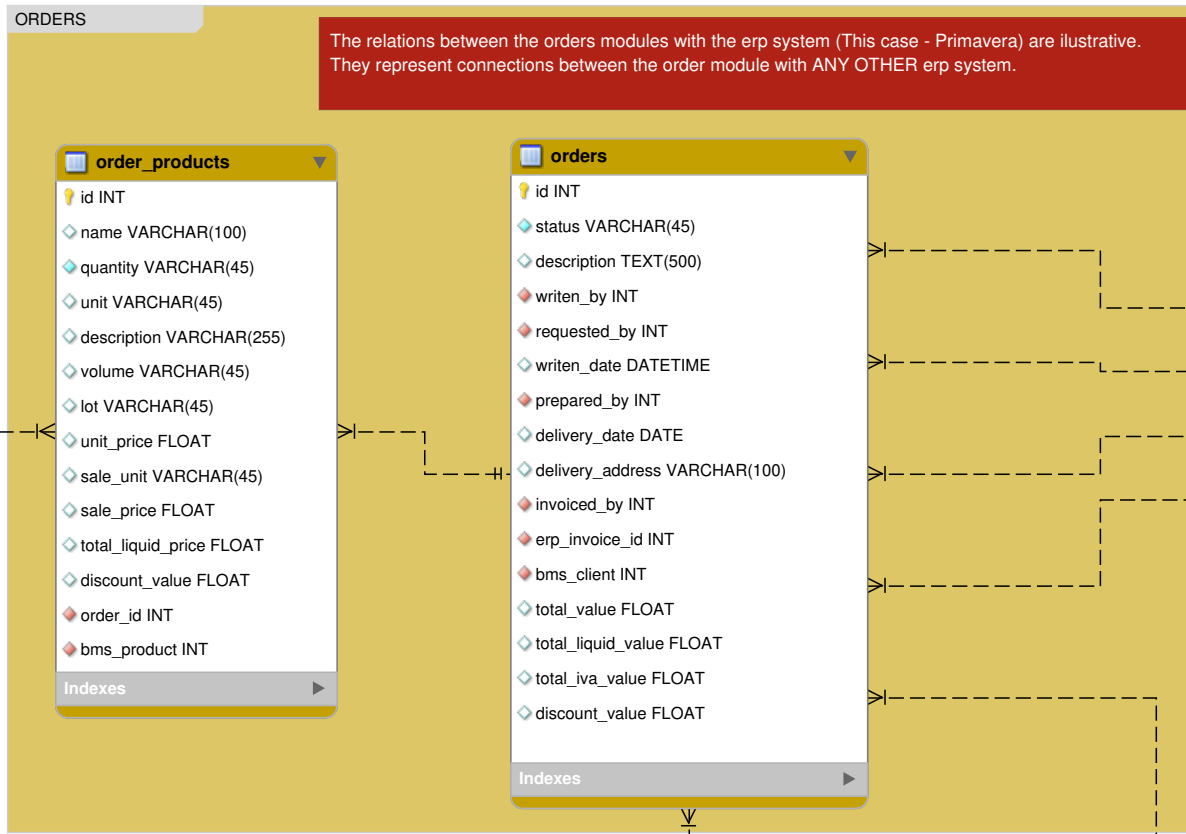 ORDERS
The relations between the orders modules with the erp system (This case - Primavera) are ilustrative.
They represent connections between the order module with ANY OTHER erp system.
order_products
id INT
name VARCHAR(100)
quantity VARCHAR(45)
unit VARCHAR(45)
description VARCHAR(255)
volume VARCHAR(45)
lot VARCHAR(45)
unit_price FLOAT
sale_unit VARCHAR(45)
sale_price FLOAT
total_liquid_price FLOAT
discount_value FLOAT
order_id INT
bms_product INT
Indexes
orders
id INT
status VARCHAR(45)
description TEXT(500)
writen_by INT
requested_by INT
writen_date DATETIME
prepared_by INT
delivery_date DATE
delivery_address VARCHAR(100)
invoiced_by INT
erp_invoice_id INT
bms_client INT
total_value FLOAT
total_liquid_value FLOAT
total_iva_value FLOAT
discount_value FLOAT
Indexes